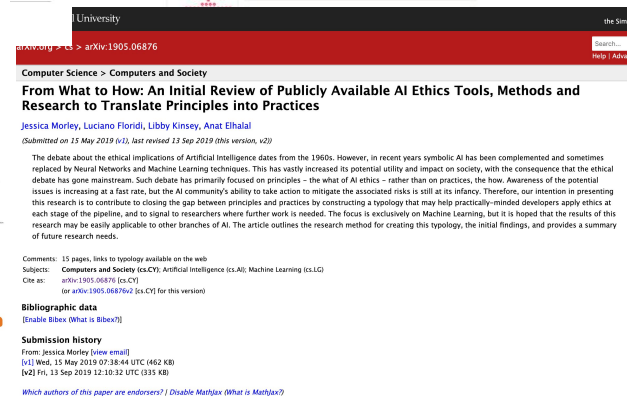 l University
the Sim
arXiv.org > cs > arXiv:1905.06876
Search...
Help | Adva
Computer Science > Computers and Society
From What to How: An Initial Review of Publicly Available AI Ethics Tools, Methods and
Research to Translate Principles into Practices
Jessica Morley, Luciano Floridi, Libby Kinsey, Anat Elhalal
(Submitted on 15 May 2019 (v1), last revised 13 Sep 2019 (this version, v2))
The debate about the ethical implications of Artificial Intelligence dates from the 1960s. However, in recent years symbolic AI has been complemented and sometimes
replaced by Neural Networks and Machine Learning techniques. This has vastly increased its potential utility and impact on society, with the consequence that the ethical
debate has gone mainstream. Such debate has primarily focused on principles - the what of AI ethics - rather than on practices, the how. Awareness of the potential
issues is increasing at a fast rate, but the AI community's ability to take action to mitigate the associated risks is still at its infancy. Therefore, our intention in presenting
this research is to contribute to closing the gap between principles and practices by constructing a typology that may help practically-minded developers apply ethics at
each stage of the pipeline, and to signal to researchers where further work is needed. The focus is exclusively on Machine Learning, but it is hoped that the results of this
research may be easily applicable to other branches of AI. The article outlines the research method for creating this typology, the initial findings, and provides a summary
of future research needs.
Comments: 15 pages, links to typology available on the web
Subjects: Computers and Society (cs.CY); Artificial Intelligence (cs.AI); Machine Learning (cs.LG)
Cite as: arXiv:1905.06876 [cs.CY]
(or arXiv:1905.06876v2 [cs.CY] for this version)
Bibliographic data
[Enable Bibex (What is Bibex?)]
Submission history
From: Jessica Morley [view email]
[v1] Wed, 15 May 2019 07:38:44 UTC (462 KB)
[v2] Fri, 13 Sep 2019 12:10:32 UTC (335 KB)
Which authors of this paper are endorsers? | Disable MathJax (What is MathJax?)